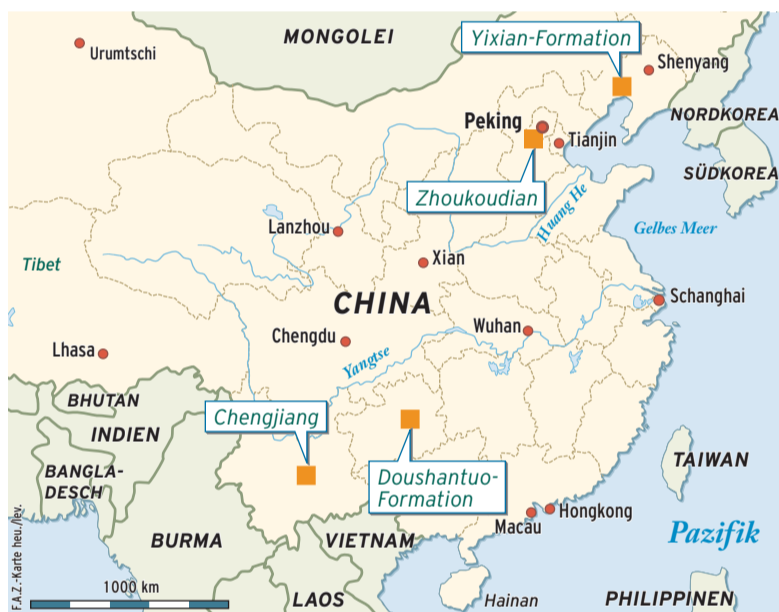 MONGOLEI
Yixian-Formation
Urumtschi
Shenyang
Peking
NORDKOREA
Tianjin
SÜDKOREA
Zhoukoudian
Huang He
Lanzhou
Gelbes Meer
Tibet
Xian
CHINA
Schanghai
Chengdu
Wuhan
Lhasa
Yangtse
BHUTAN
Chengjiang
INDIEN
BANGLA-
DESCH
Doushantuo-
Formation
TAIWAN
Macau
Hongkong
BURMA
VIETNAM
Pazifik
1000 km
LAOS
Hainan
PHILIPPINEN
F.A.Z.-Karte heu./lev.